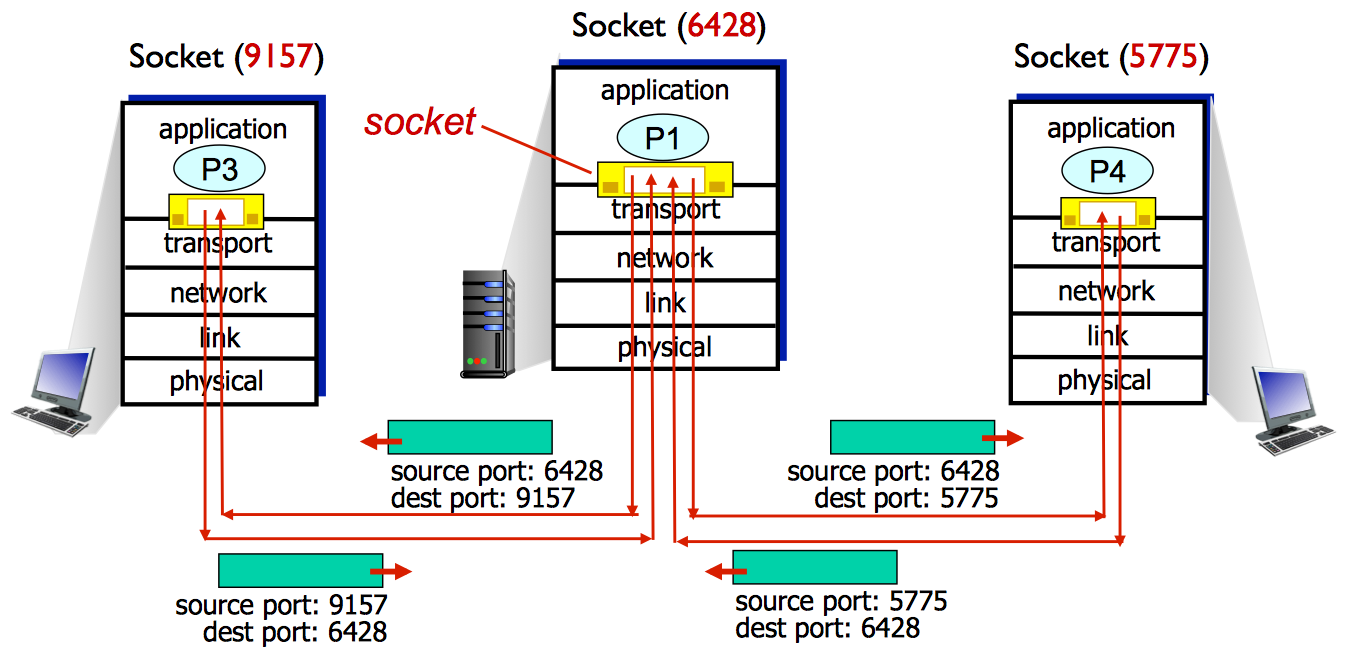 Socket (9157)
application
P3
transport
network
link
physical
Socket (6428)
socket
application
P1
transport
network
link
physical
Socket (5775)
application
P4
transport
network
link
physical
source port: 6428
dest port: 9157
source port: 6428
dest port: 5775
source port: 9157
dest port: 6428
source port: 5775
dest port: 6428